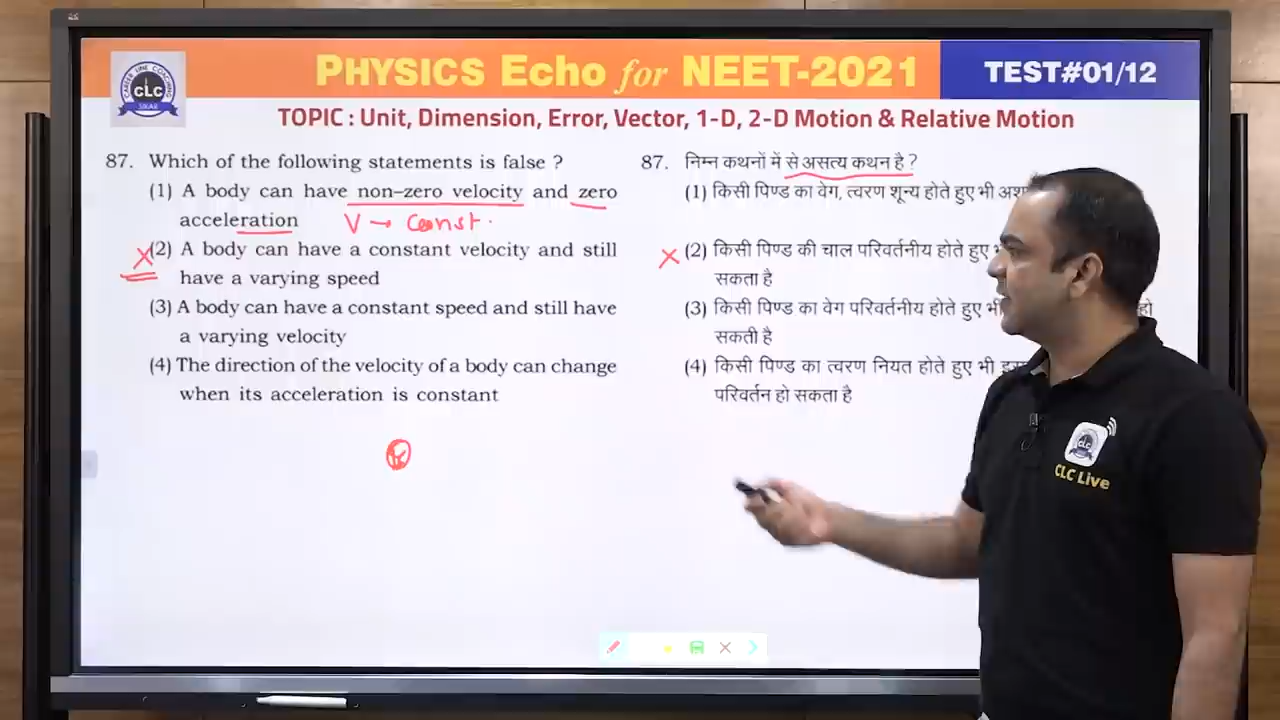 PHYSICS Echo for NEET-2021
TEST#01/12
CAREER LINE COACHING
CLC
SIKAR
TOPIC : Unit, Dimension, Error, Vector, 1-D, 2-D Motion & Relative Motion
87. Which of the following statements is false ?
(1) A body can have non–zero velocity and zero
acceleration
V → Const.
X
(2) A body can have a constant velocity and still
have a varying speed
(3) A body can have a constant speed and still have
a varying velocity
(4) The direction of the velocity of a body can change
when its acceleration is constant
87. निम्न कथनों में से असत्य कथन है ?
(1) किसी पिण्ड का वेग, त्वरण शून्य होते हुए भी
X
(2) किसी पिण्ड की चाल परिवर्तनीय होते हुए
सकता है
(3) किसी पिण्ड का वेग परिवर्तनीय होते हुए भी
हो
सकती है
(4) किसी पिण्ड का त्वरण नियत होते हुए भी
परिवर्तन हो सकता है
CLC
CLC Live